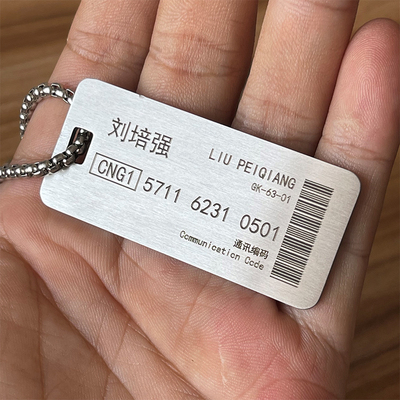 刘培强 LIU PEIQIANG
GK-63-01
CNG1 5711 6231 0501
通讯编码
Communication Code